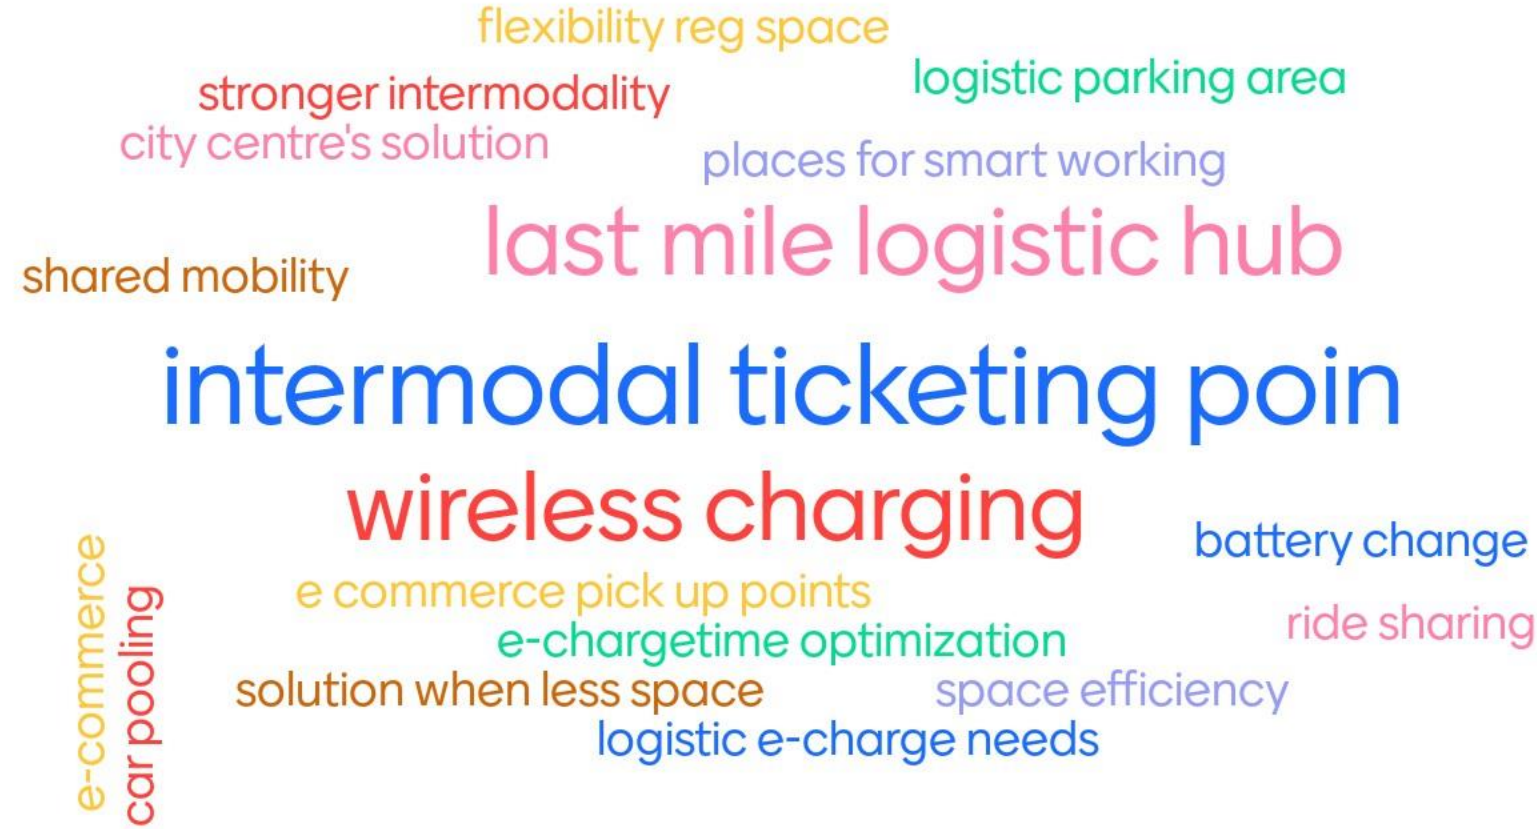 flexibility reg space
logistic parking area
stronger intermodality
city centre's solution
places for smart working
last mile logistic hub
shared mobility
intermodal ticketing poin
wireless charging
battery change
e-commerce
car pooling
e commerce pick up points
ride sharing
e-chargetime optimization
solution when less space
space efficiency
logistic e-charge needs